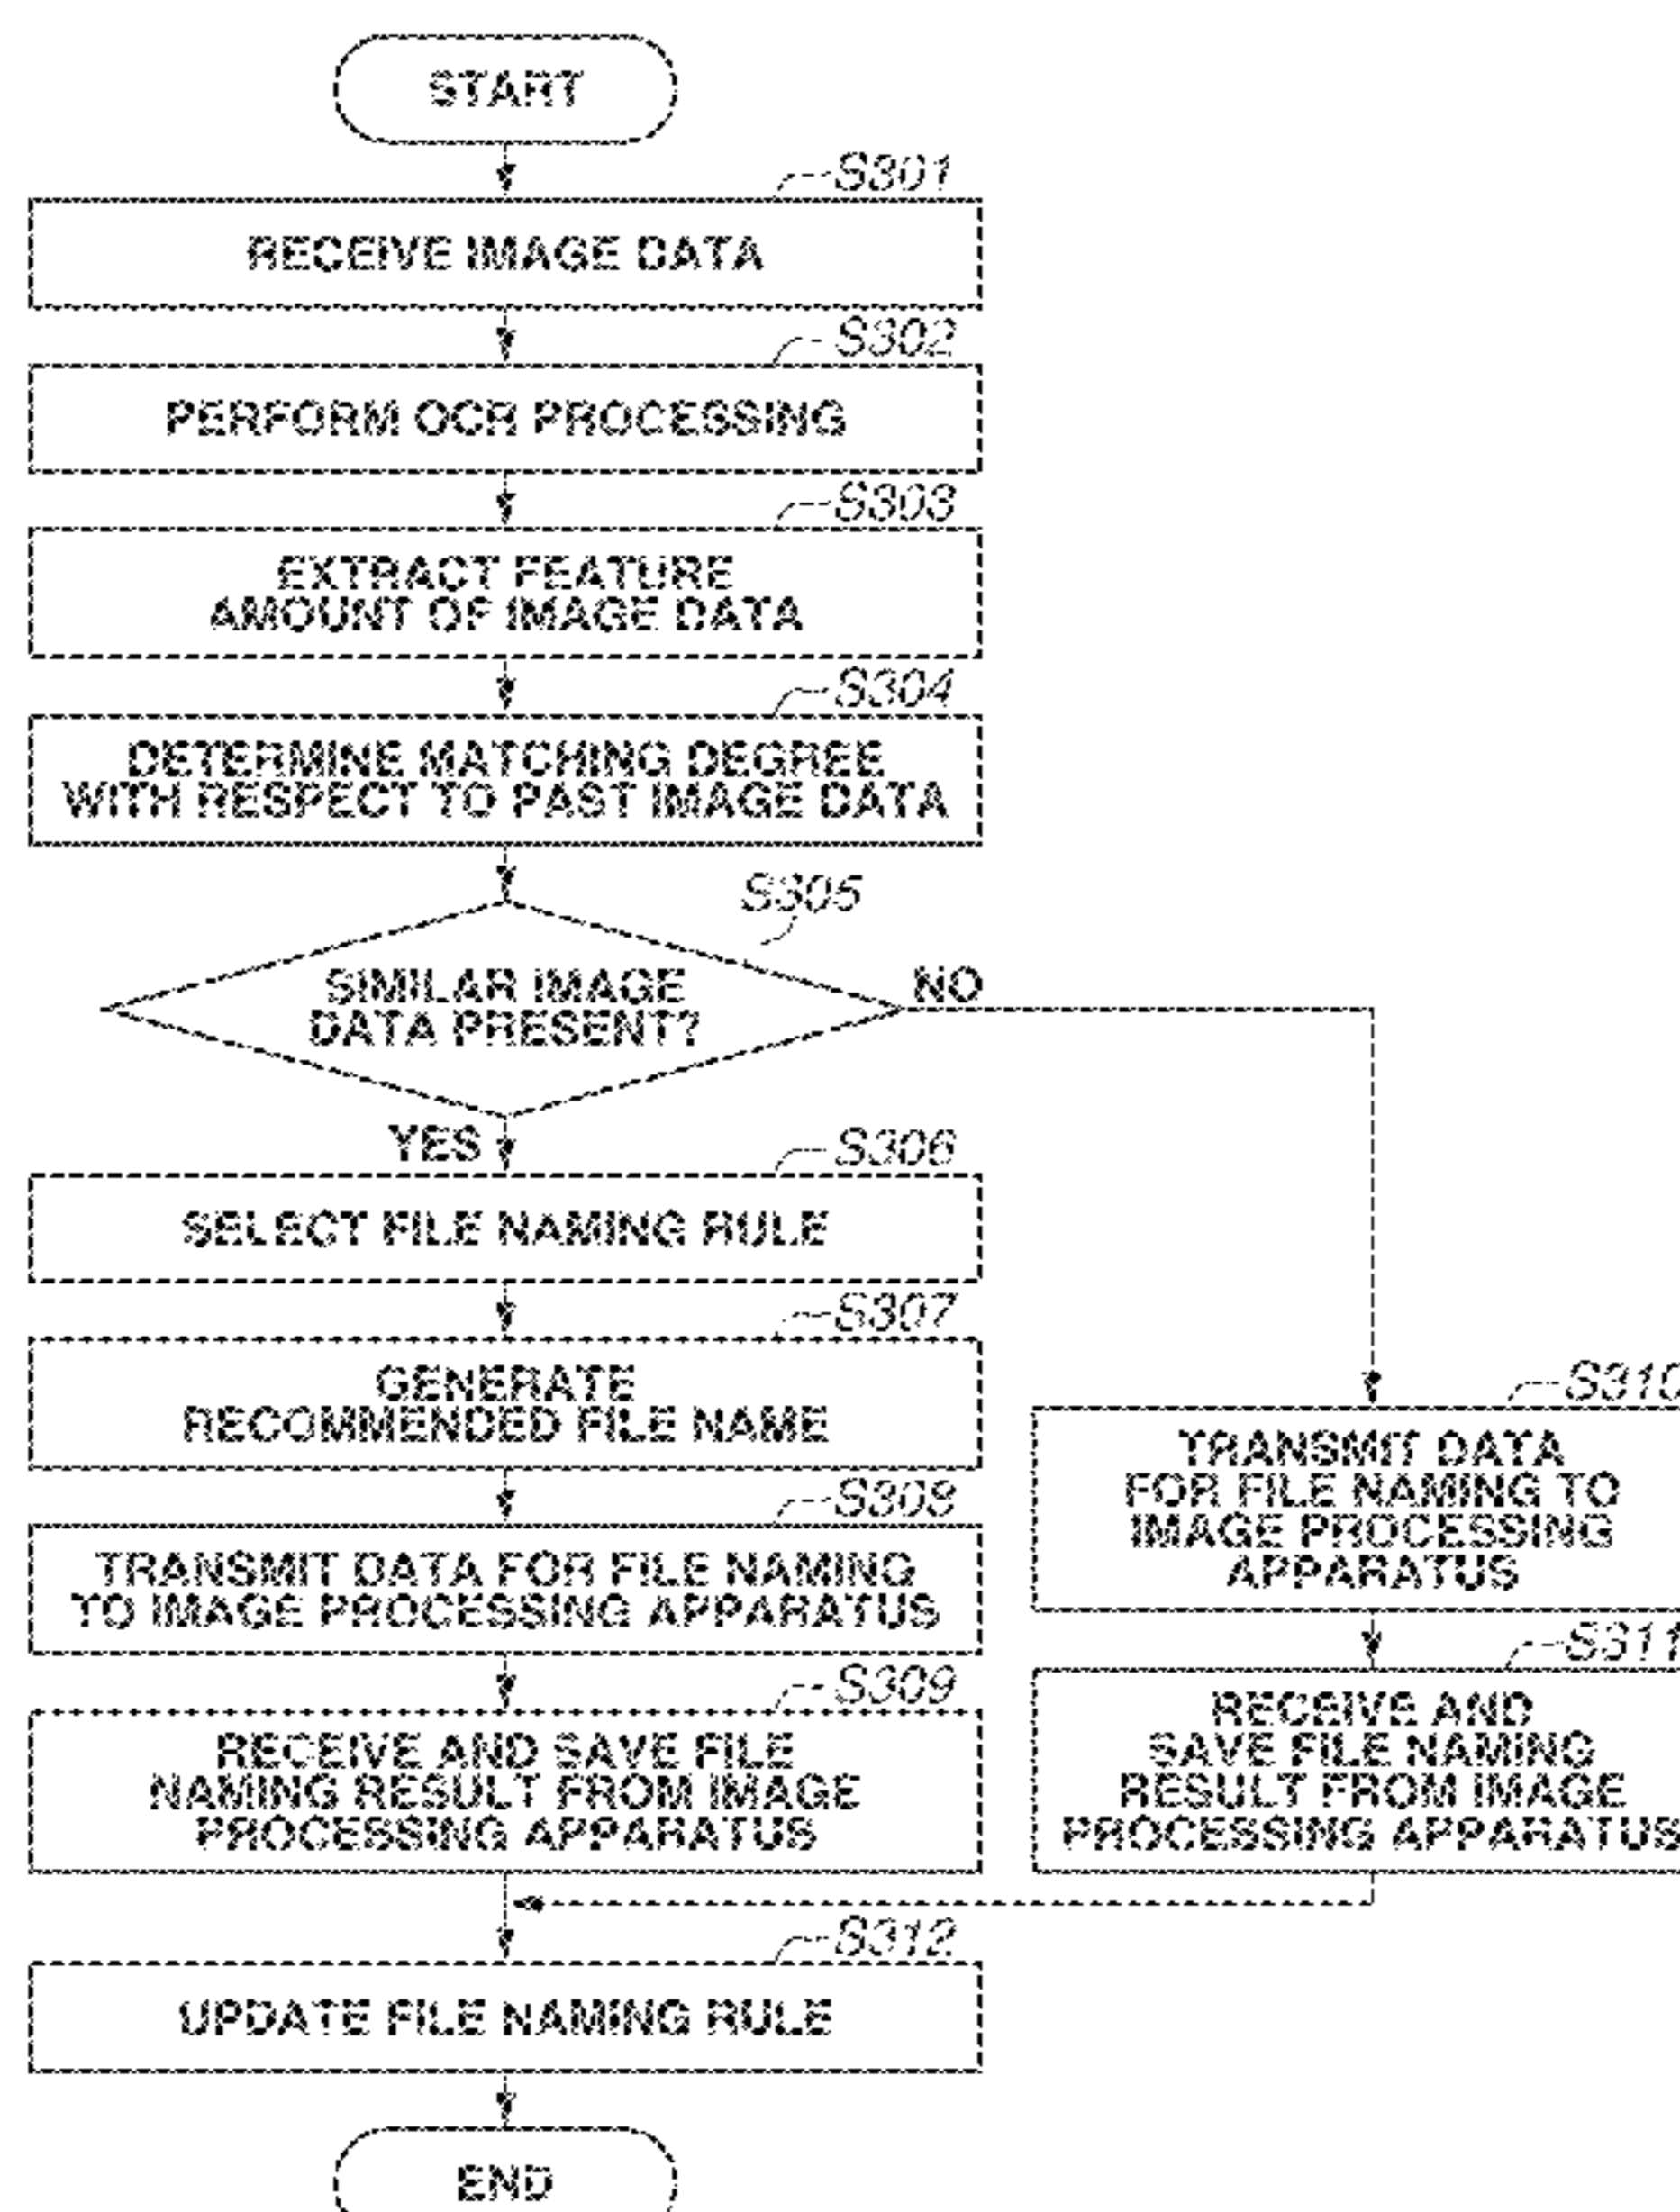 START
S301
RECEIVE IMAGE DATA
S302
PERFORM OCR PROCESSING
S303
EXTRACT FEATURE
AMOUNT OF IMAGE DATA
S304
DETERMINE MATCHING DEGREE
WITH RESPECT TO PAST IMAGE DATA
S305
SIMILAR IMAGE
DATA PRESENT?
NO
YES
S306
SELECT FILE NAMING RULE
S307
GENERATE
RECOMMENDED FILE NAME
S308
TRANSMIT DATA FOR FILE NAMING
TO IMAGE PROCESSING APPARATUS
S309
RECEIVE AND SAVE FILE
NAMING RESULT FROM IMAGE
PROCESSING APPARATUS
S310
TRANSMIT DATA
FOR FILE NAMING TO
IMAGE PROCESSING
APPARATUS
S311
RECEIVE AND
SAVE FILE NAMING
RESULT FROM IMAGE
PROCESSING APPARATUS
S312
UPDATE FILE NAMING RULE
END